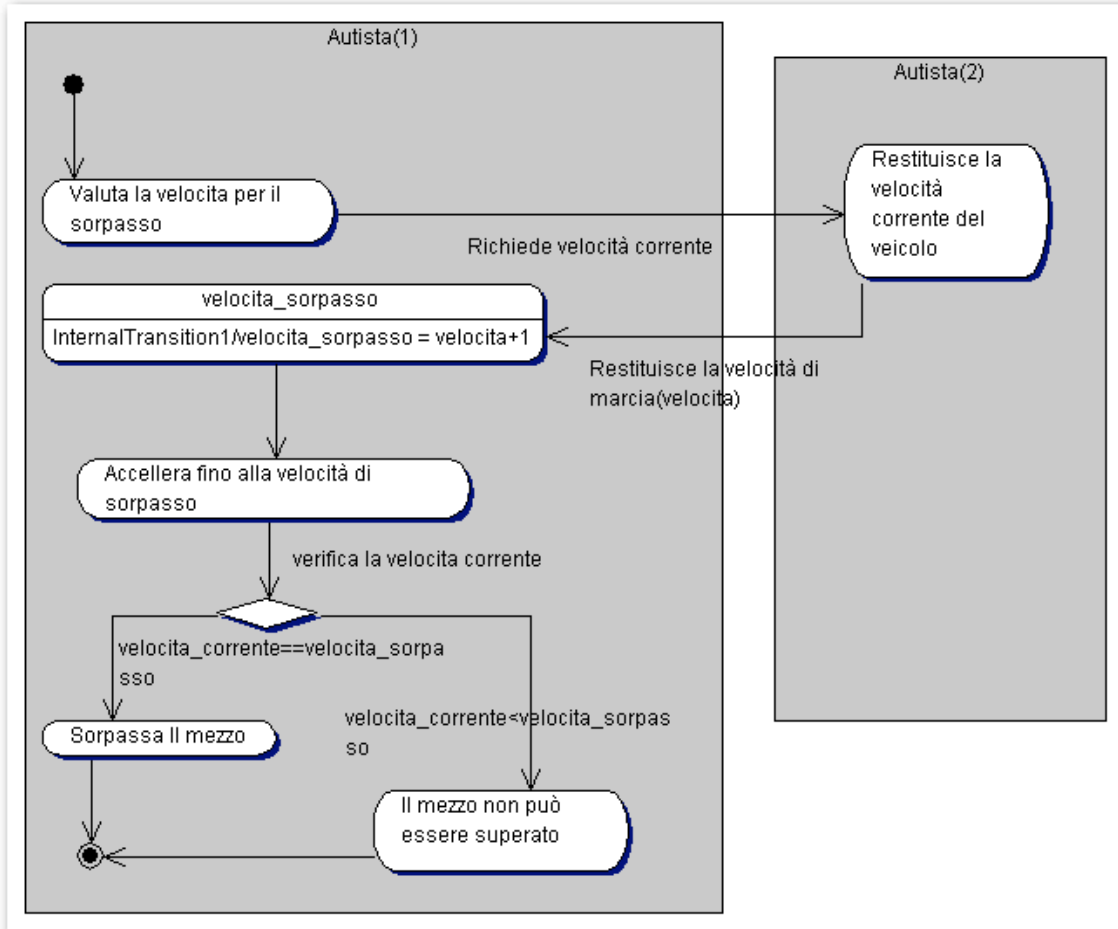 Autista(1)
Autista(2)
Valuta la velocita per il
sorpasso
Restituisce la
velocità
corrente del
veicolo
Richiede velocità corrente
velocita_sorpasso
InternalTransition1/velocita_sorpasso = velocita+1
Restituisce la velocità di
marcia(velocita)
Accellera fino alla velocità di
sorpasso
verifica la velocita corrente
velocita_corrente==velocita_sorpa
sso
velocita_corrente<velocita_sorpas
so
Sorpassa Il mezzo
Il mezzo non può
essere superato